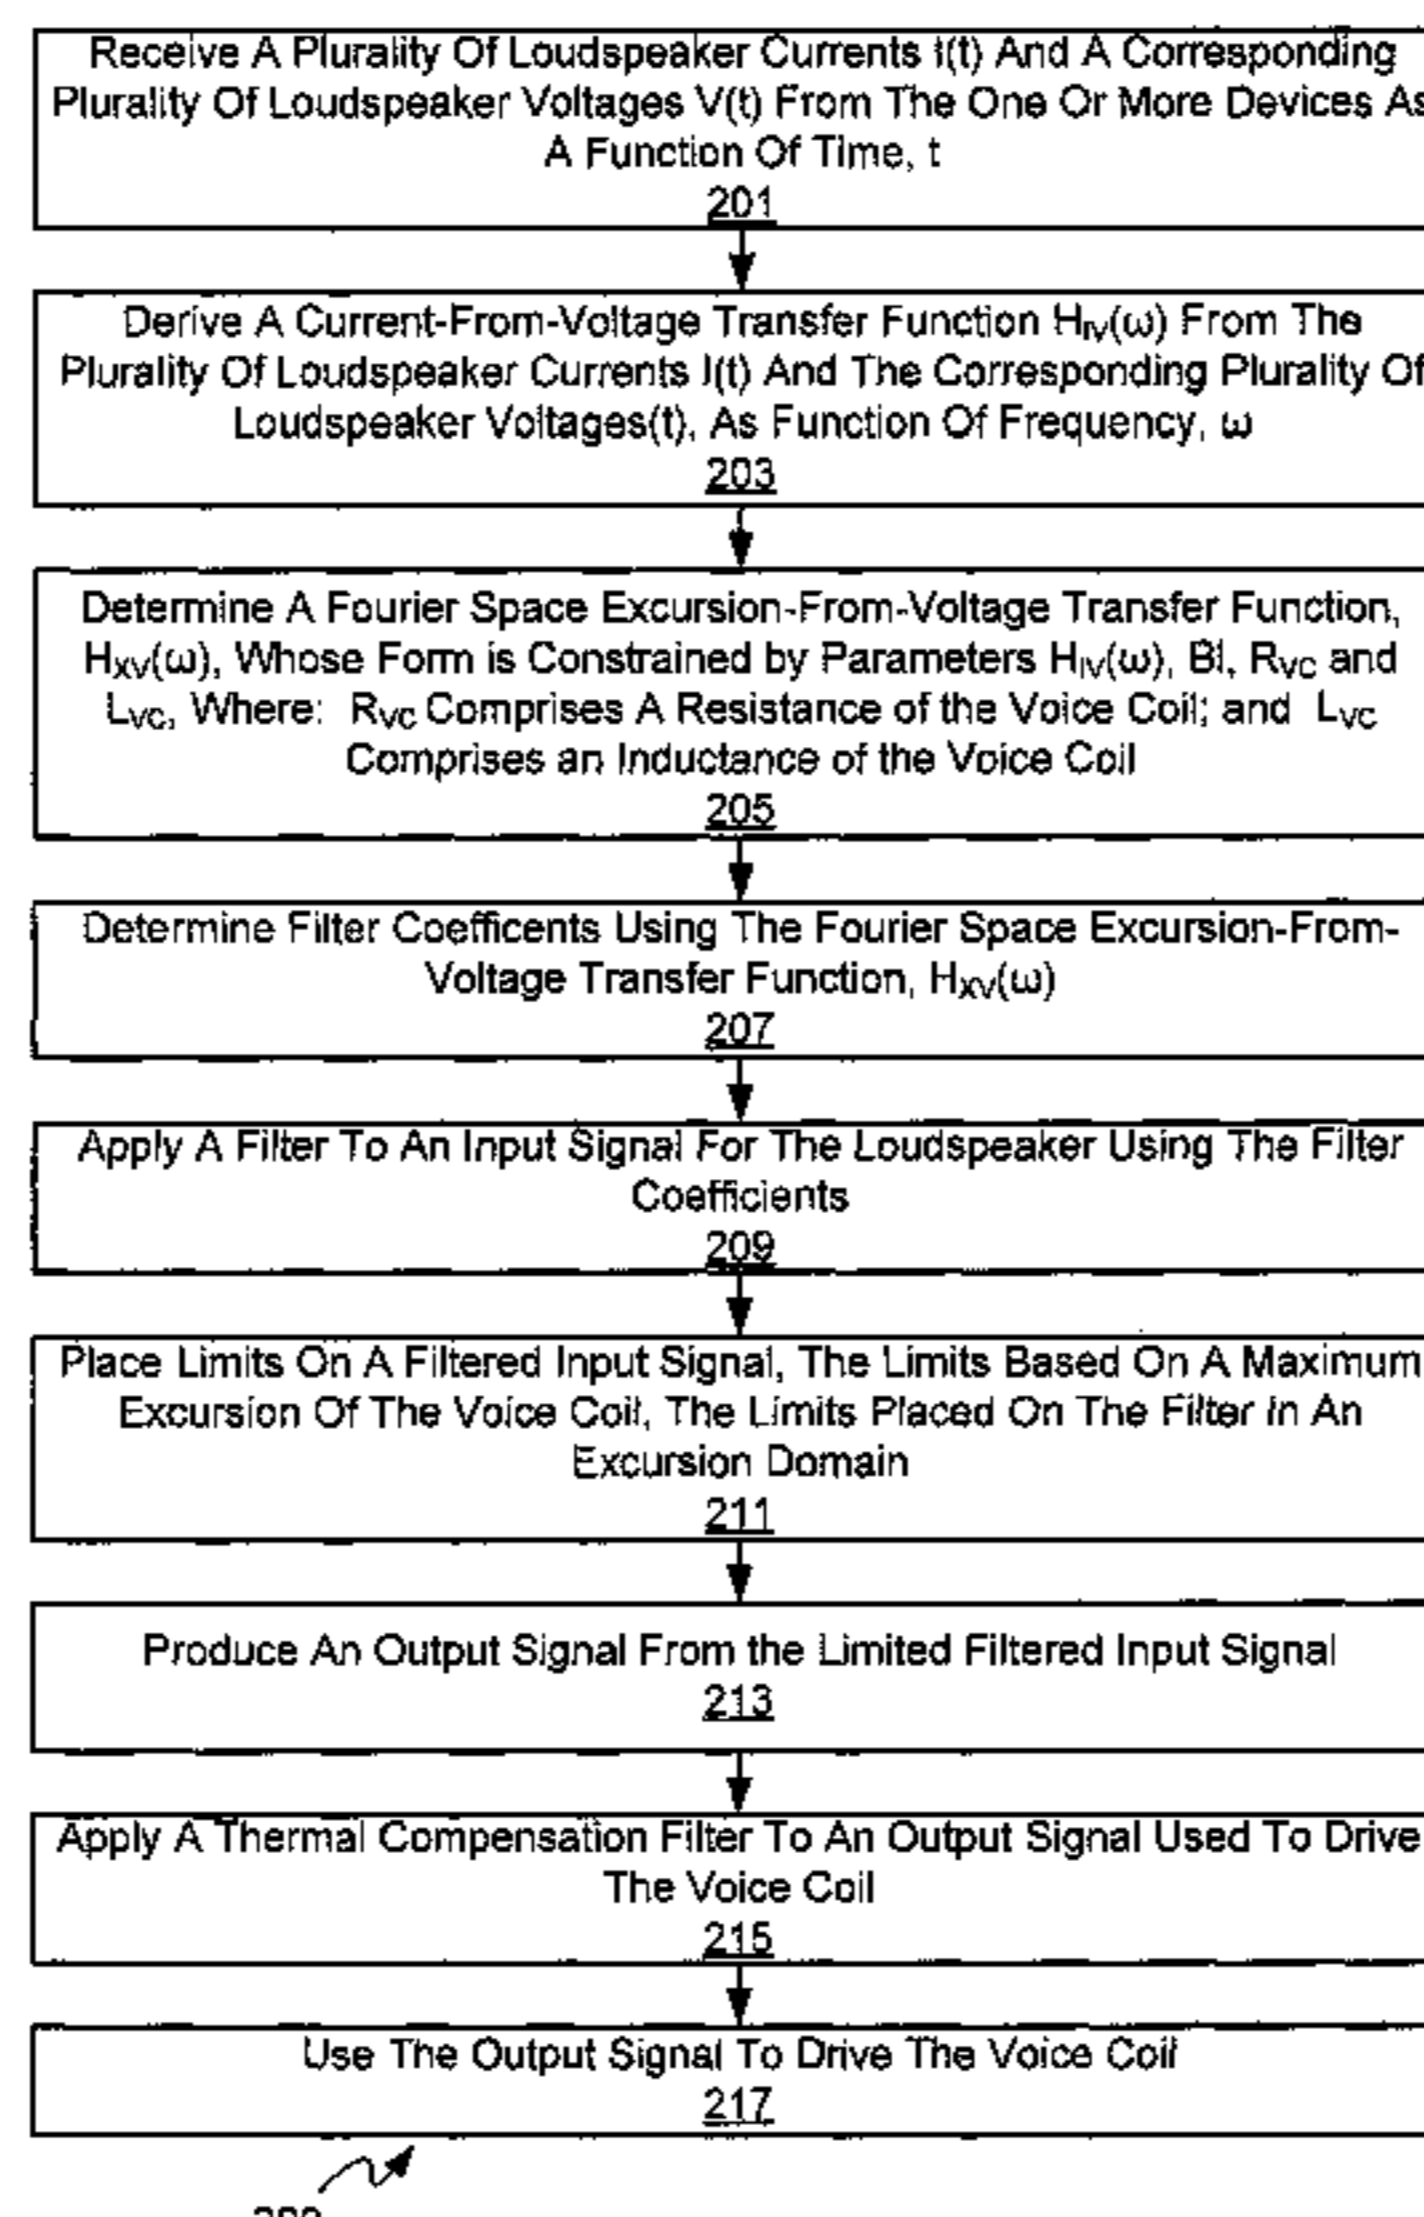 Receive A Plurality Of Loudspeaker Currents I(t) And A Corresponding
Plurality Of Loudspeaker Voltages V(t) From The One Or More Devices As
A Function Of Time, t
201
Derive A Current-From-Voltage Transfer Function HIV(ω) From The
Plurality Of Loudspeaker Currents I(t) And The Corresponding Plurality Of
Loudspeaker Voltages(t), As Function Of Frequency, ω
203
Determine A Fourier Space Excursion-From-Voltage Transfer Function,
HXV(ω), Whose Form is Constrained by Parameters HIV(ω), Bl, RVC and
LVC, Where: RVC Comprises A Resistance of the Voice Coil; and LVC
Comprises an Inductance of the Voice Coil
205
Determine Filter Coefficents Using The Fourier Space Excursion-From-
Voltage Transfer Function, HXV(ω)
207
Apply A Filter To An Input Signal For The Loudspeaker Using The Filter
Coefficients
209
Place Limits On A Filtered Input Signal, The Limits Based On A Maximum
Excursion Of The Voice Coil, The Limits Placed On The Filter In An
Excursion Domain
211
Produce An Output Signal From the Limited Filtered Input Signal
213
Apply A Thermal Compensation Filter To An Output Signal Used To Drive
The Voice Coil
215
Use The Output Signal To Drive The Voice Coil
217